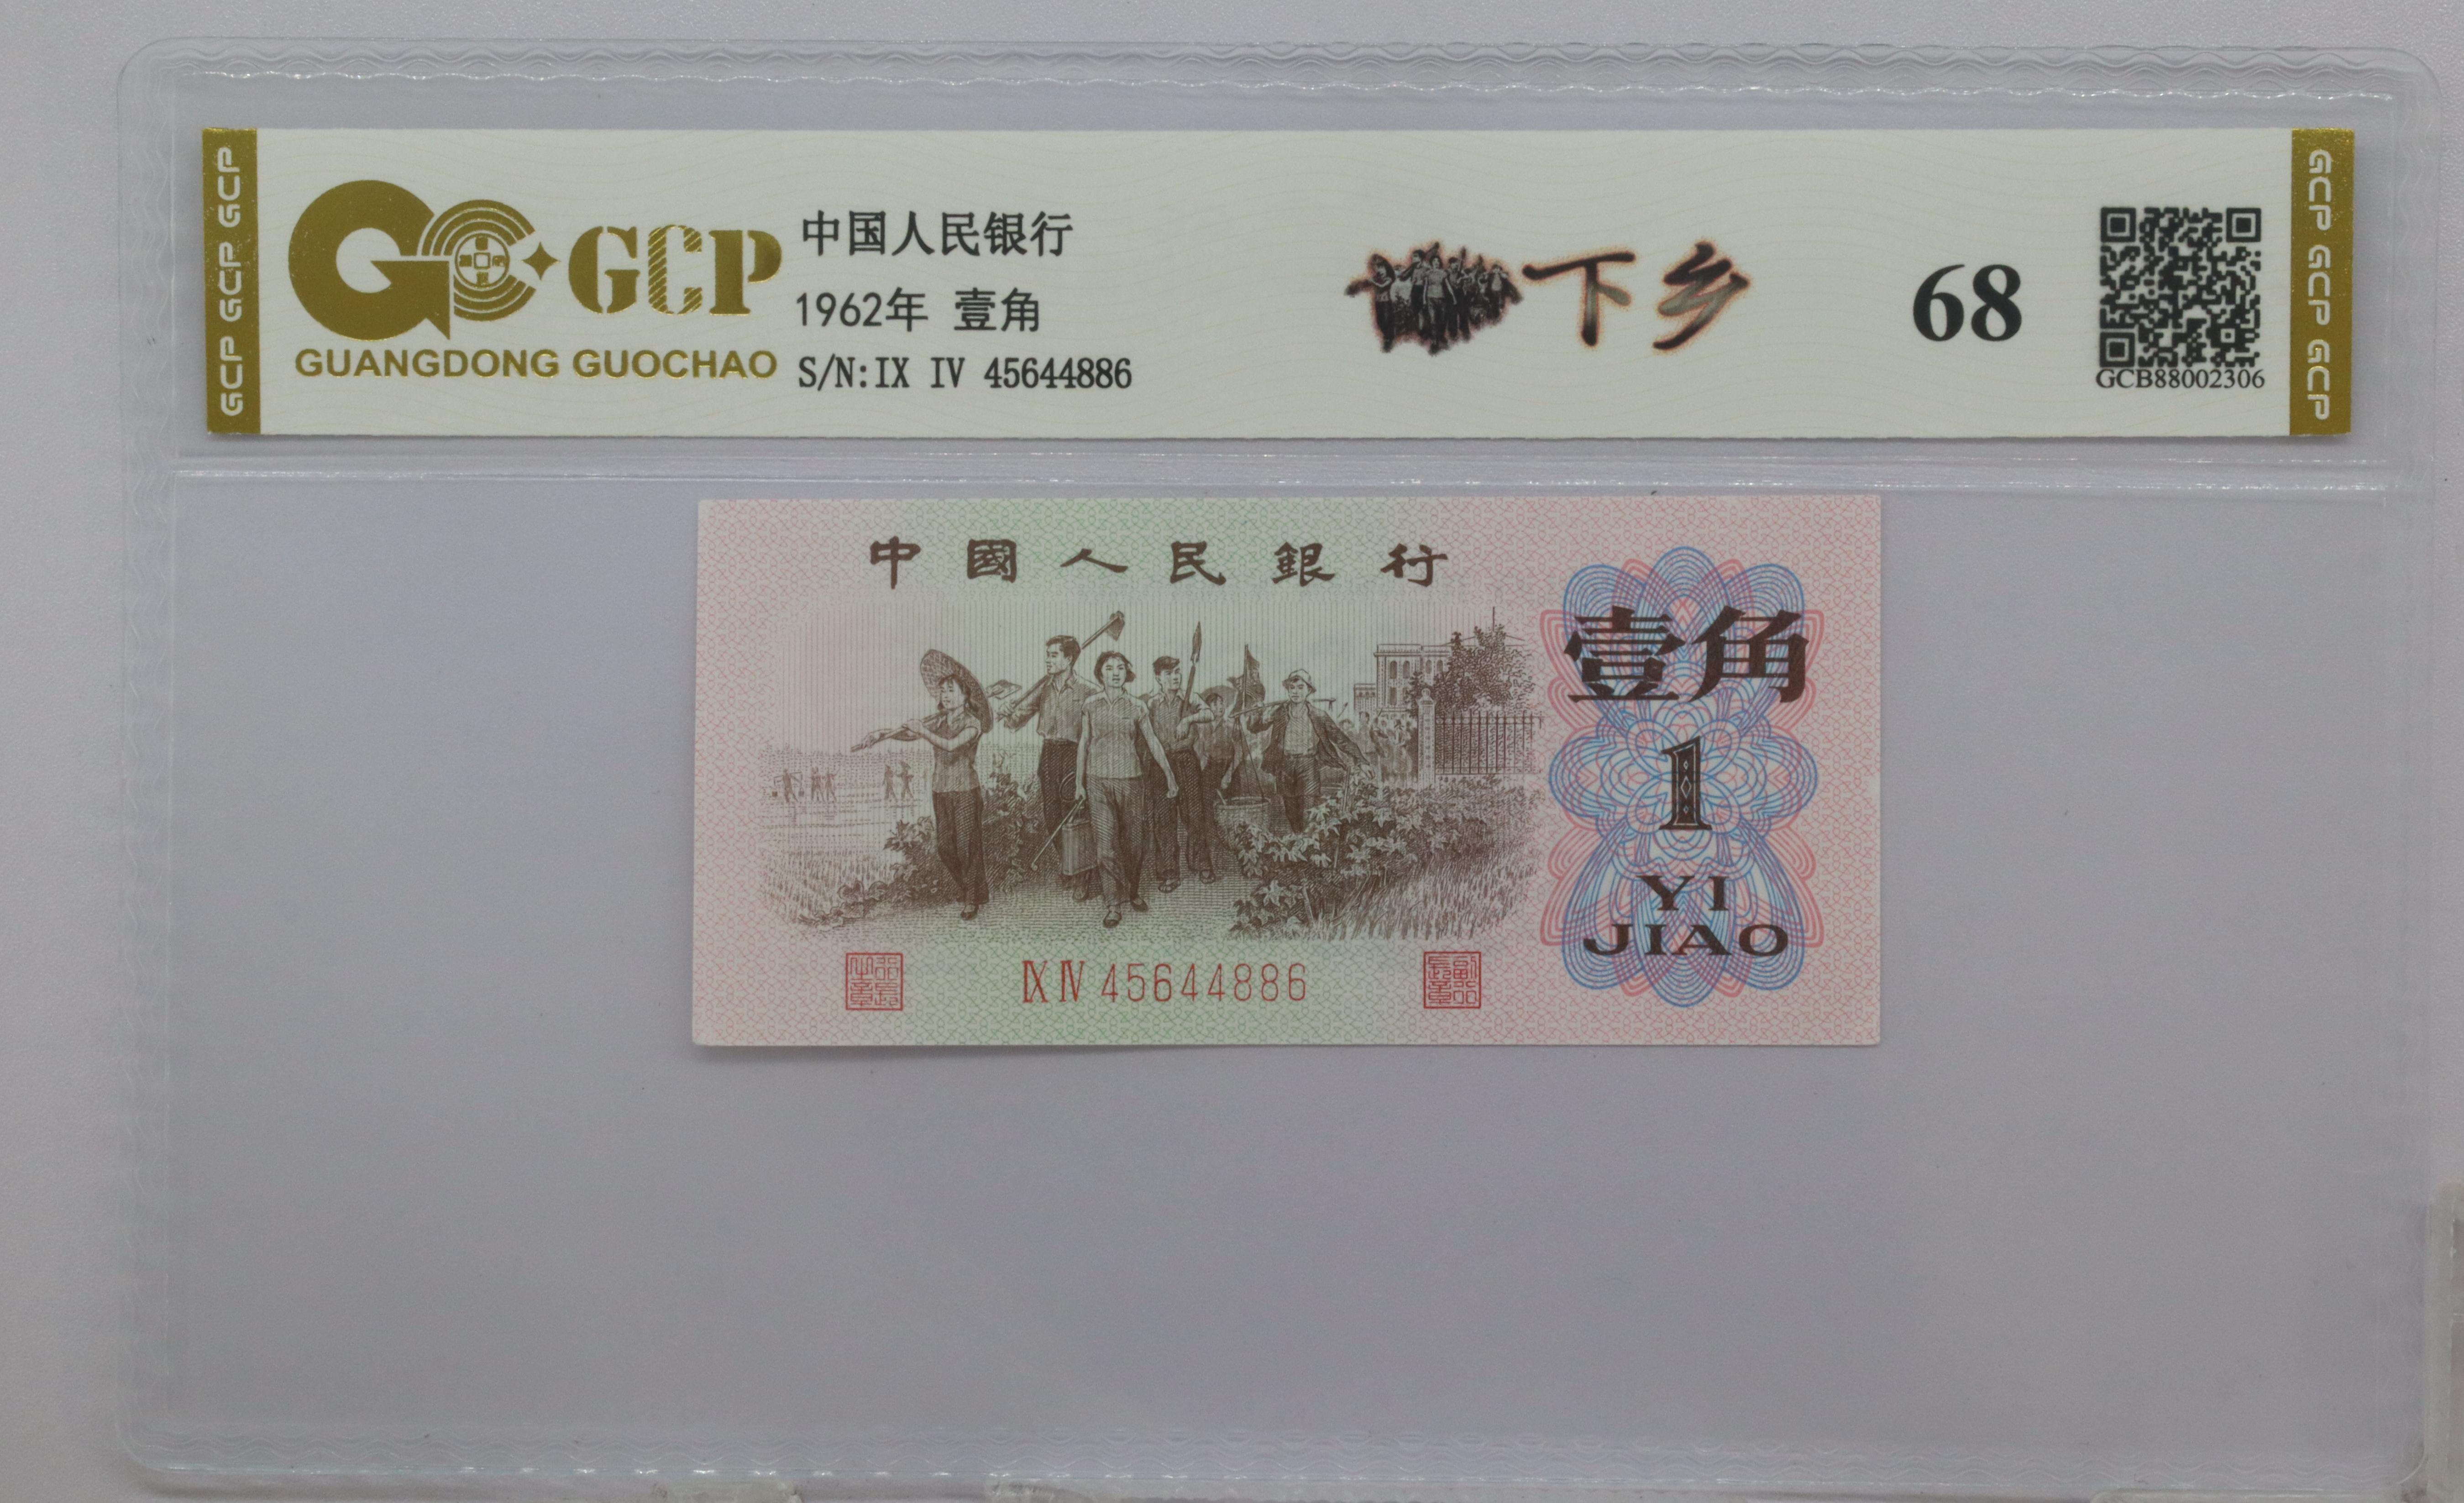 GCP GCP GCP
GCP
GUANGDONG GUOCHAO
中国人民银行
1962年 壹角
S/N:IX IV 45644886
下乡
68
GCB88002306
GCP GCP GCP
中國人民銀行
壹角
1
YI
JIAO
IX IV 45644886